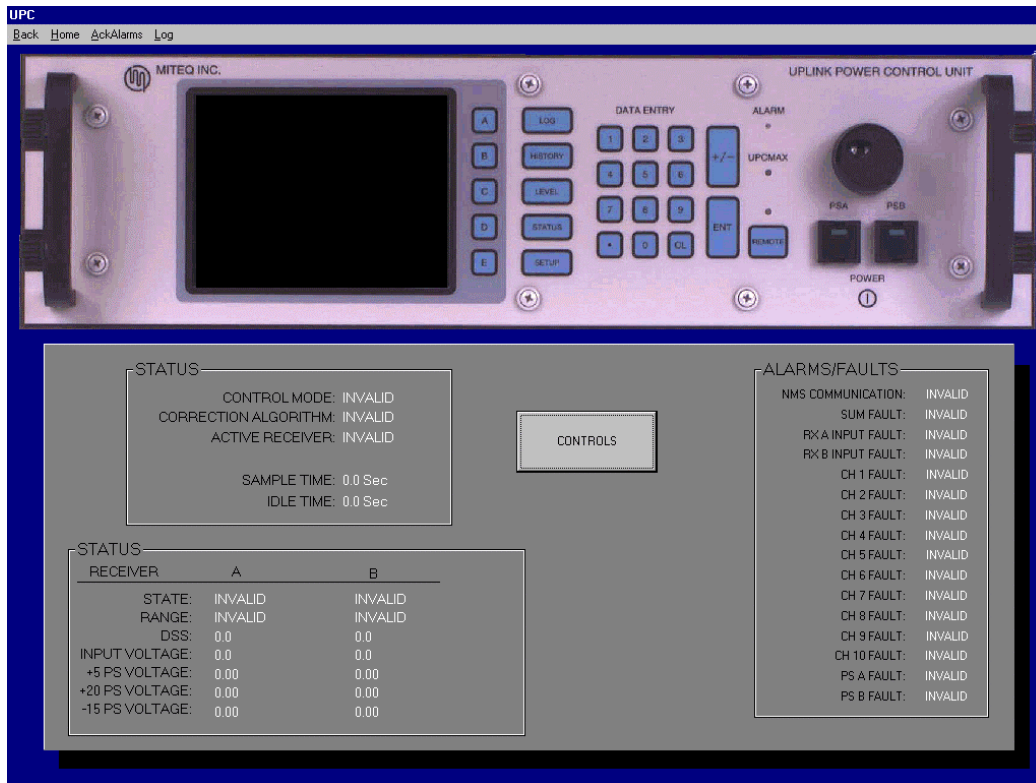 UPC
Back Home AckAlarms Log
MITEQ INC.
UPLINK POWER CONTROL UNIT
DATA ENTRY
ALARM
A LOG
1 2 3 +/-
B HISTORY
UPCMAX
4 5 6
C LEVEL
PSA PSB
7 8 9 ENT
D STATUS
REMOTE
• 0 CL
E SETUP
POWER
STATUS
CONTROL MODE: INVALID
CORRECTION ALGORITHM: INVALID
ACTIVE RECEIVER: INVALID
SAMPLE TIME: 0.0 Sec
IDLE TIME: 0.0 Sec
CONTROLS
STATUS
RECEIVER A B
STATE: INVALID INVALID
RANGE: INVALID INVALID
DSS: 0.0 0.0
INPUT VOLTAGE: 0.0 0.0
+5 PS VOLTAGE: 0.00 0.00
+20 PS VOLTAGE: 0.00 0.00
-15 PS VOLTAGE: 0.00 0.00
ALARMS/FAULTS
NMS COMMUNICATION: INVALID
SUM FAULT: INVALID
RX A INPUT FAULT: INVALID
RX B INPUT FAULT: INVALID
CH 1 FAULT: INVALID
CH 2 FAULT: INVALID
CH 3 FAULT: INVALID
CH 4 FAULT: INVALID
CH 5 FAULT: INVALID
CH 6 FAULT: INVALID
CH 7 FAULT: INVALID
CH 8 FAULT: INVALID
CH 9 FAULT: INVALID
CH 10 FAULT: INVALID
PS A FAULT: INVALID
PS B FAULT: INVALID